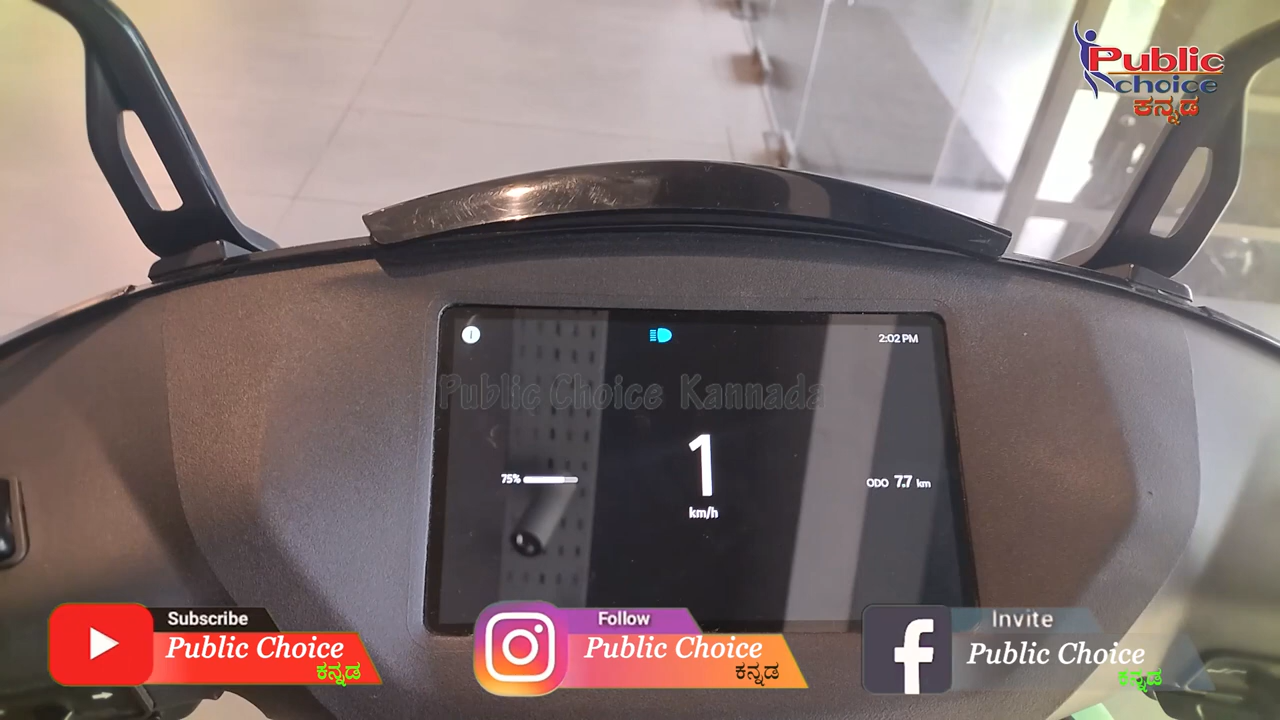 Public
choice
ಕನ್ನಡ
2:02 PM
Public Choice Kannada
1
km/h
75%
ODO 7.7 km
Subscribe
Public Choice
ಕನ್ನಡ
Follow
Public Choice
ಕನ್ನಡ
Invite
Public Choice
ಕನ್ನಡ